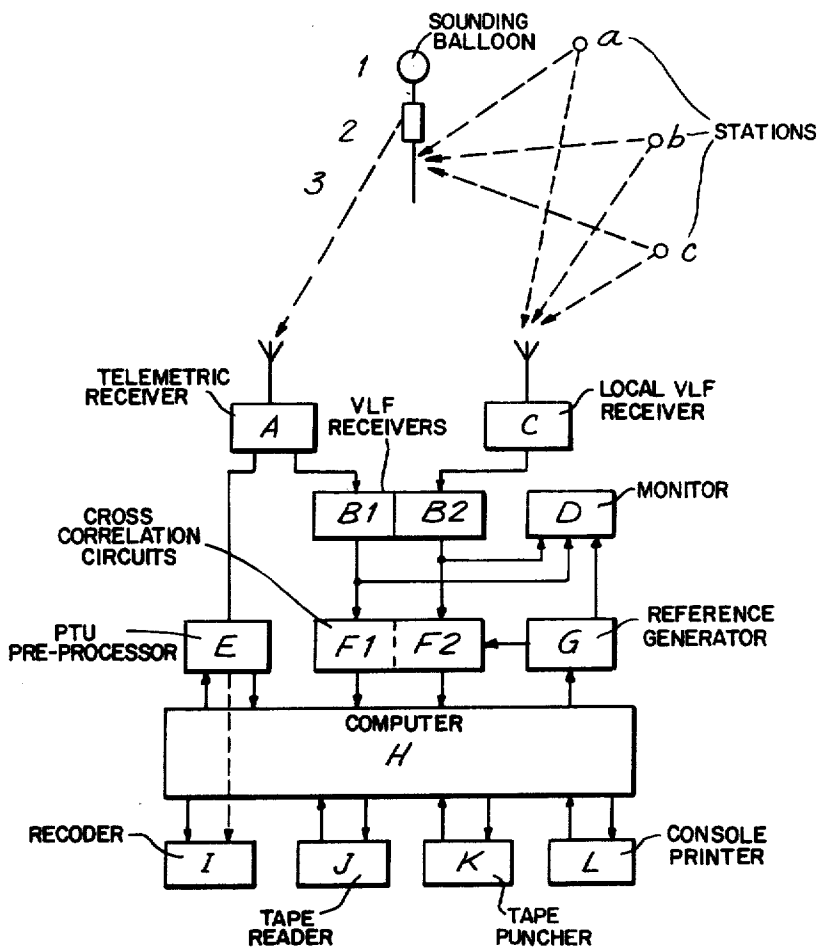 SOUNDING
BALLOON
1
a
2
b
STATIONS
3
c
TELEMETRIC
RECEIVER
VLF
RECEIVERS
LOCAL VLF
RECEIVER
A
C
B1
B2
D
MONITOR
CROSS
CORRELATION
CIRCUITS
PTU
PRE-PROCESSOR
E
F1
F2
G
REFERENCE
GENERATOR
COMPUTER
H
RECODER
I
J
K
L
CONSOLE
PRINTER
TAPE
READER
TAPE
PUNCHER